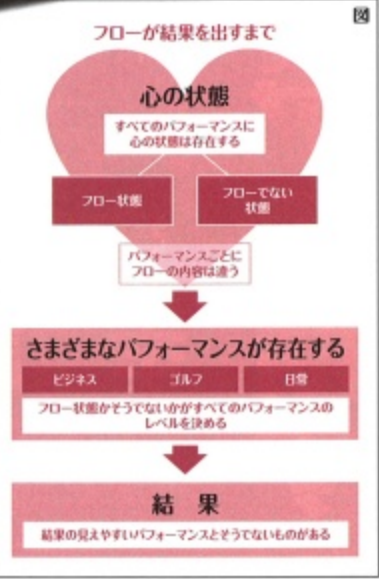 図
フローが結果を出すまで
心の状態
すべてのパフォーマンスに
心の状態は存在する
フロー状態
フローでない
状態
パフォーマンスごとに
フローの内容は違う
さまざまなパフォーマンスが存在する
ビジネス
ゴルフ
日常
フロー状態かそうでないかがすべてのパフォーマンスの
レベルを決める
結 果
結果の見えやすいパフォーマンスとそうでないものがある